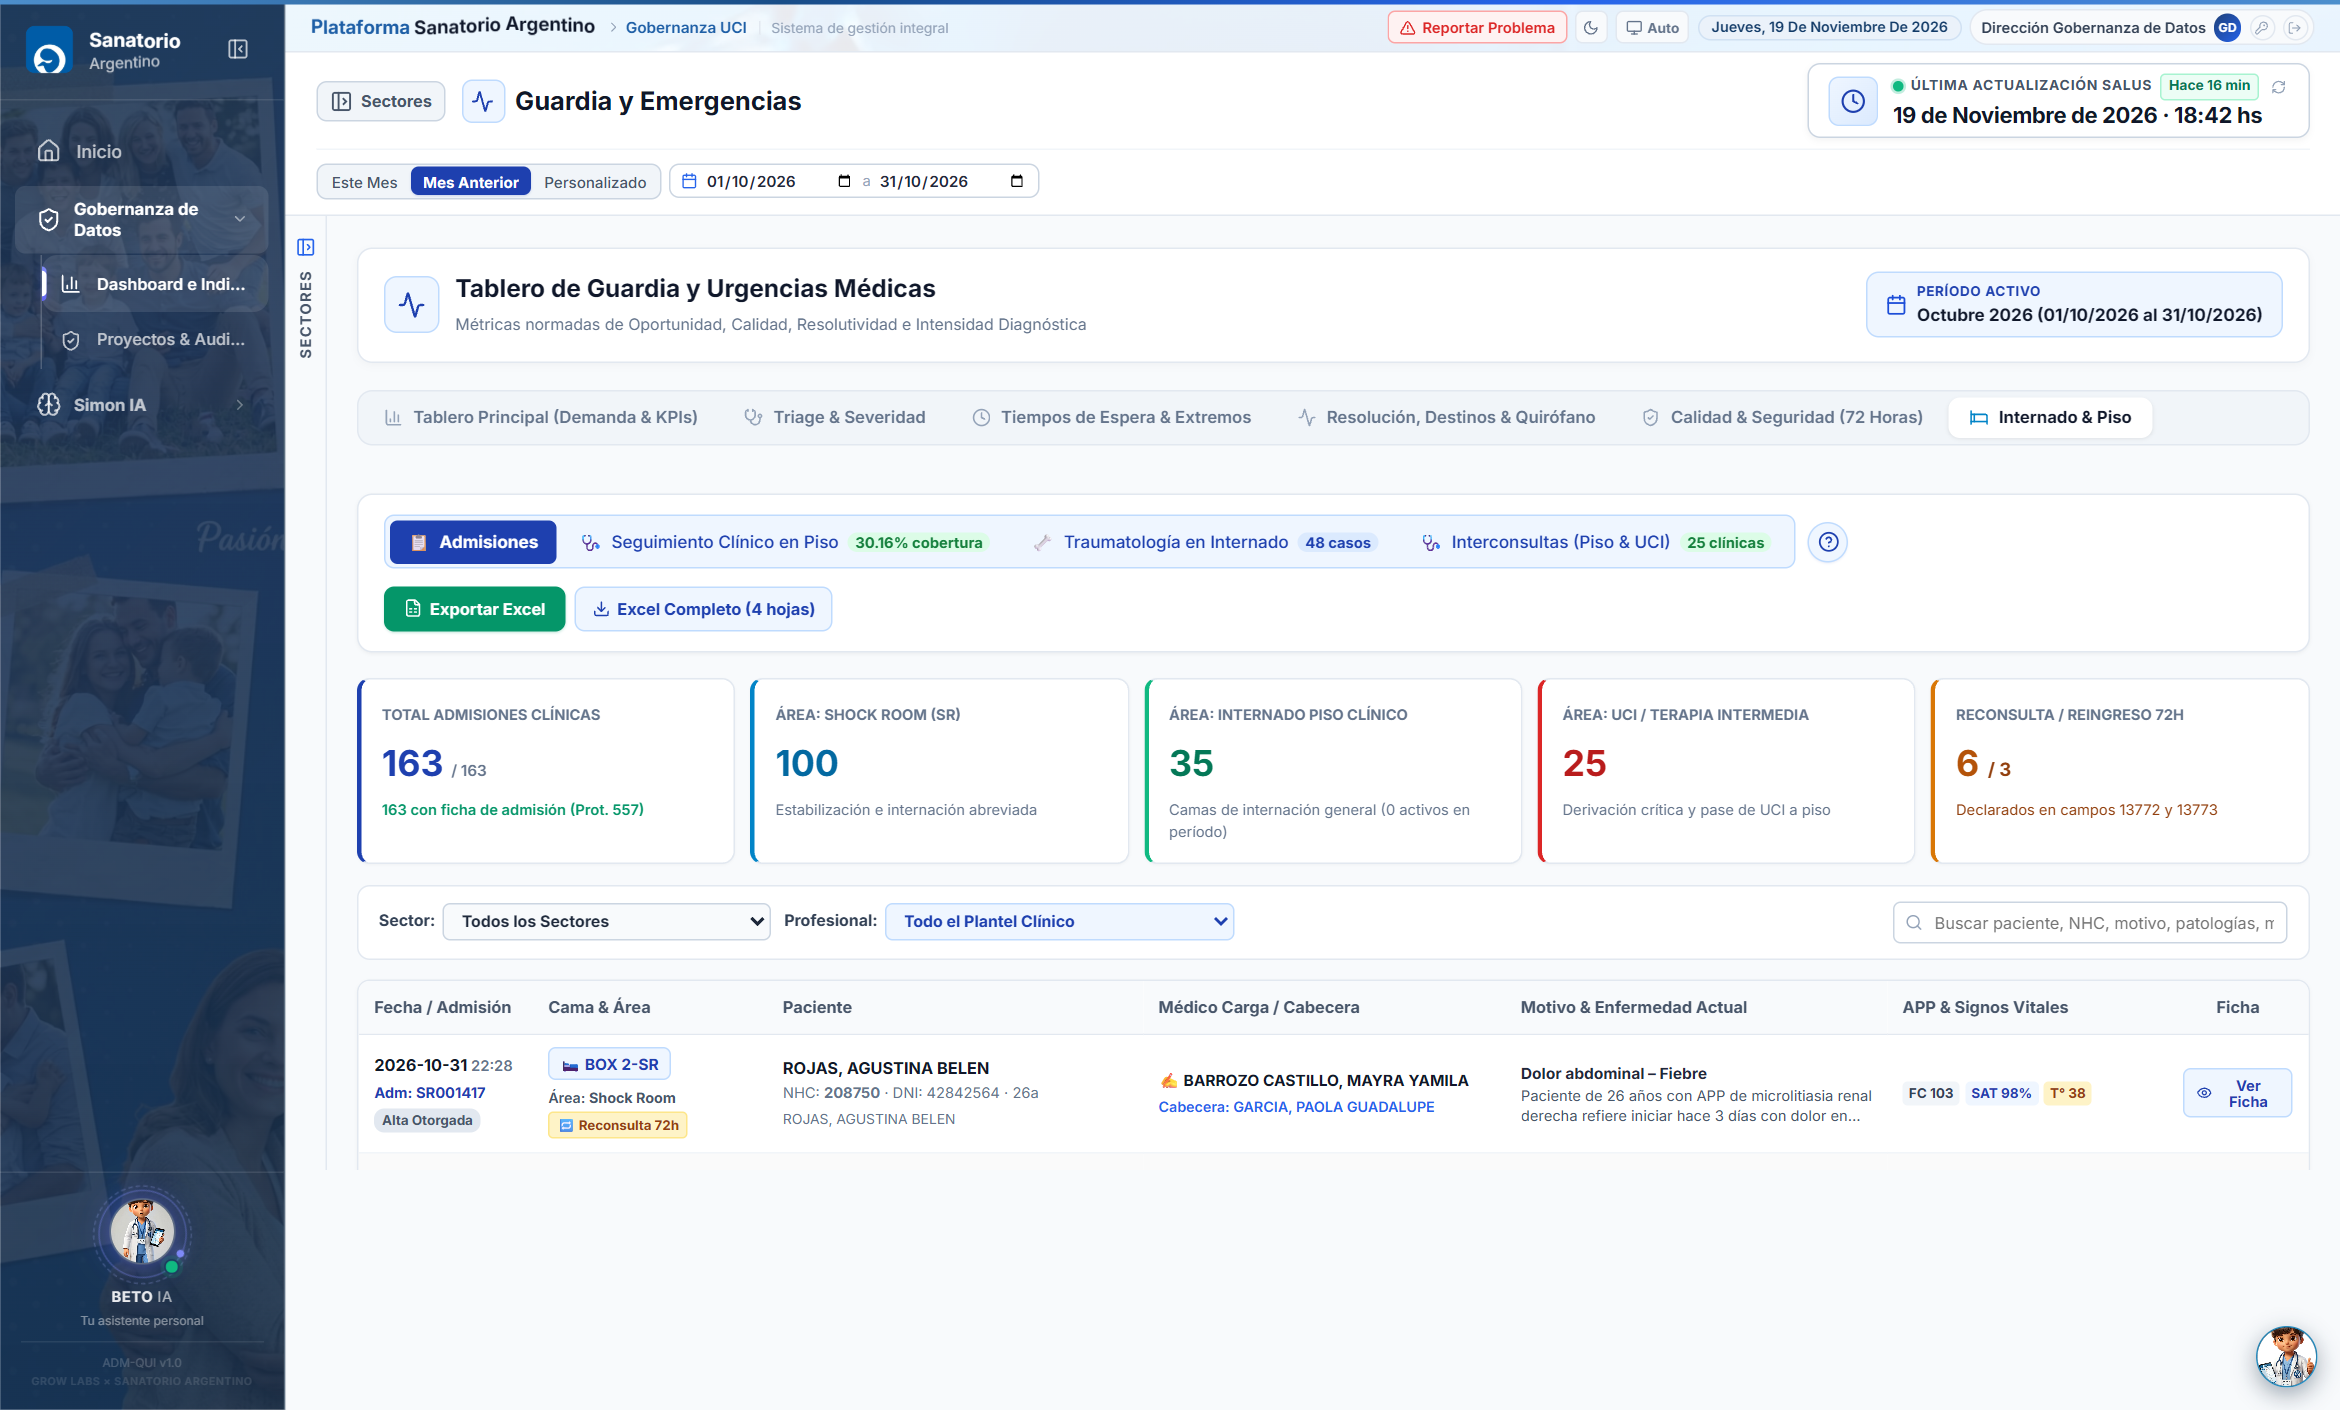 Sanatorio
Argentino
Inicio
Gobernanza de
Datos
Dashboard e Indi...
Proyectos & Audi...
Simon IA
Pasión
BETO IA
Tu asistente personal
ADM-QUI v1.0
GROW LABS × SANATORIO ARGENTINO
Plataforma Sanatorio Argentino
Gobernanza UCI
Sistema de gestión integral
Reportar Problema
Auto
Jueves, 19 De Noviembre De 2026
Dirección Gobernanza de Datos
GD
Sectores
Guardia y Emergencias
ÚLTIMA ACTUALIZACIÓN SALUS
Hace 16 min
19 de Noviembre de 2026 · 18:42 hs
Este Mes
Mes Anterior
Personalizado
01/10/2026 a 31/10/2026
SECTORES
Tablero de Guardia y Urgencias Médicas
Métricas normadas de Oportunidad, Calidad, Resolutividad e Intensidad Diagnóstica
PERÍODO ACTIVO
Octubre 2026 (01/10/2026 al 31/10/2026)
Tablero Principal (Demanda & KPIs)
Triage & Severidad
Tiempos de Espera & Extremos
Resolución, Destinos & Quirófano
Calidad & Seguridad (72 Horas)
Internado & Piso
Admisiones
Seguimiento Clínico en Piso 30.16% cobertura
Traumatología en Internado 48 casos
Interconsultas (Piso & UCI) 25 clínicas
Exportar Excel
Excel Completo (4 hojas)
TOTAL ADMISIONES CLÍNICAS
163 / 163
163 con ficha de admisión (Prot. 557)
ÁREA: SHOCK ROOM (SR)
100
Estabilización e internación abreviada
ÁREA: INTERNADO PISO CLÍNICO
35
Camas de internación general (0 activos en
período)
ÁREA: UCI / TERAPIA INTERMEDIA
25
Derivación crítica y pase de UCI a piso
RECONSULTA / REINGRESO 72H
6 / 3
Declarados en campos 13772 y 13773
Sector: Todos los Sectores
Profesional: Todo el Plantel Clínico
Buscar paciente, NHC, motivo, patologías, m
Fecha / Admisión
Cama & Área
Paciente
Médico Carga / Cabecera
Motivo & Enfermedad Actual
APP & Signos Vitales
Ficha
2026-10-31 22:28
Adm: SR001417
Alta Otorgada
BOX 2-SR
Área: Shock Room
Reconsulta 72h
ROJAS, AGUSTINA BELEN
NHC: 208750 · DNI: 42842564 · 26a
ROJAS, AGUSTINA BELEN
BARROZO CASTILLO, MAYRA YAMILA
Cabecera: GARCIA, PAOLA GUADALUPE
Dolor abdominal – Fiebre
Paciente de 26 años con APP de microlitiasia renal
derecha refiere iniciar hace 3 días con dolor en...
FC 103
SAT 98%
T° 38
Ver
Ficha